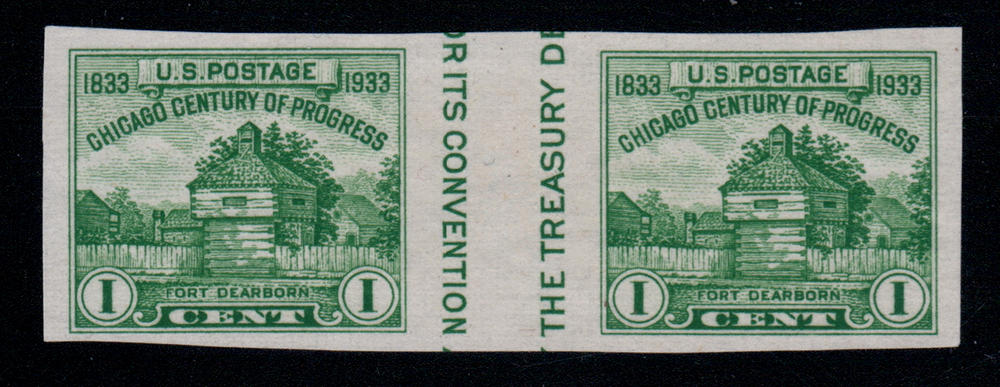 U.S. POSTAGE
1833 1933
CHICAGO CENTURY OF PROGRESS
I I
FORT DEARBORN
CENT
OR ITS CONVENTION
THE TREASURY DE
U.S. POSTAGE
1833 1933
CHICAGO CENTURY OF PROGRESS
I I
FORT DEARBORN
CENT